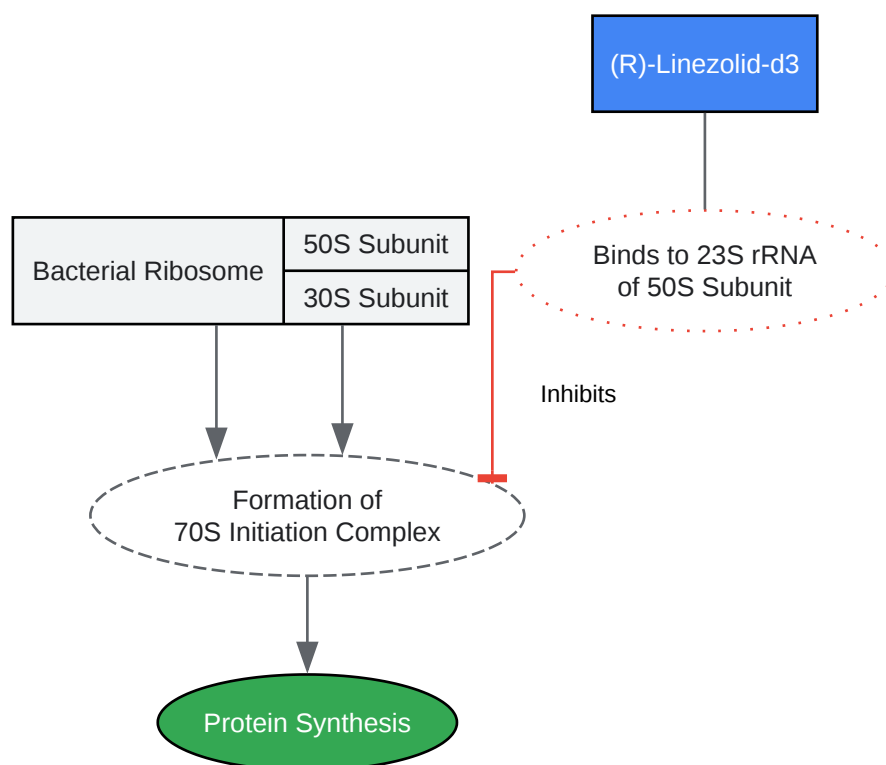 (R)-Linezolid-d3
Bacterial Ribosome
50S Subunit
30S Subunit
Binds to 23S rRNA
of 50S Subunit
Inhibits
Formation of
70S Initiation Complex
Protein Synthesis